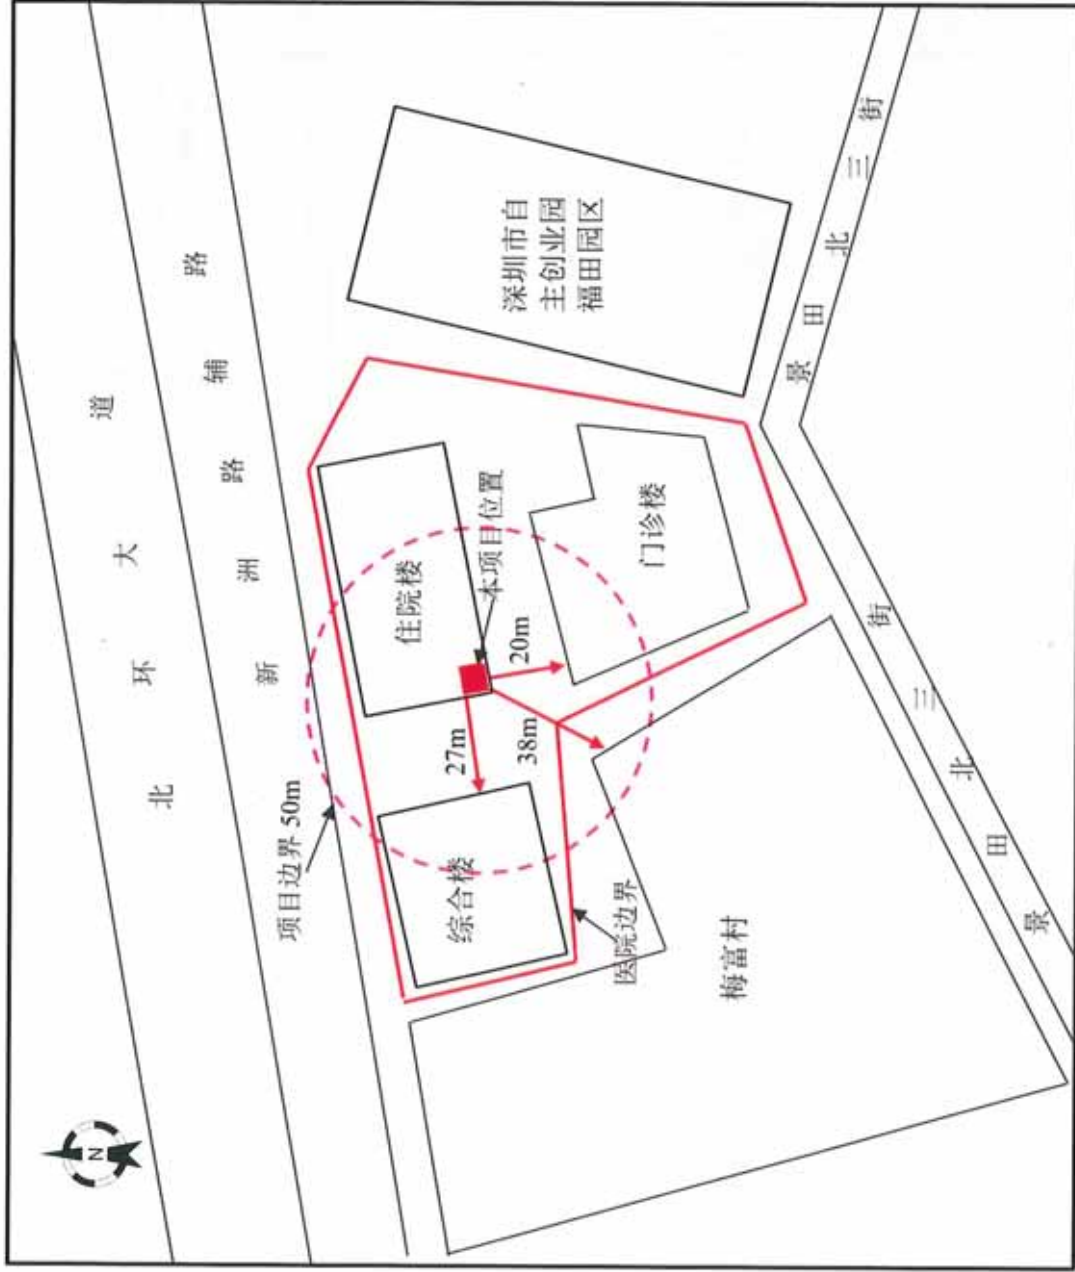 N
北环大道
新洲路辅路
项目边界 50m
综合楼
住院楼
本项目位置
27m
38m
20m
门诊楼
深圳市自
主创业园
福田园区
医院边界
梅富村
景田北三街
景田北三街